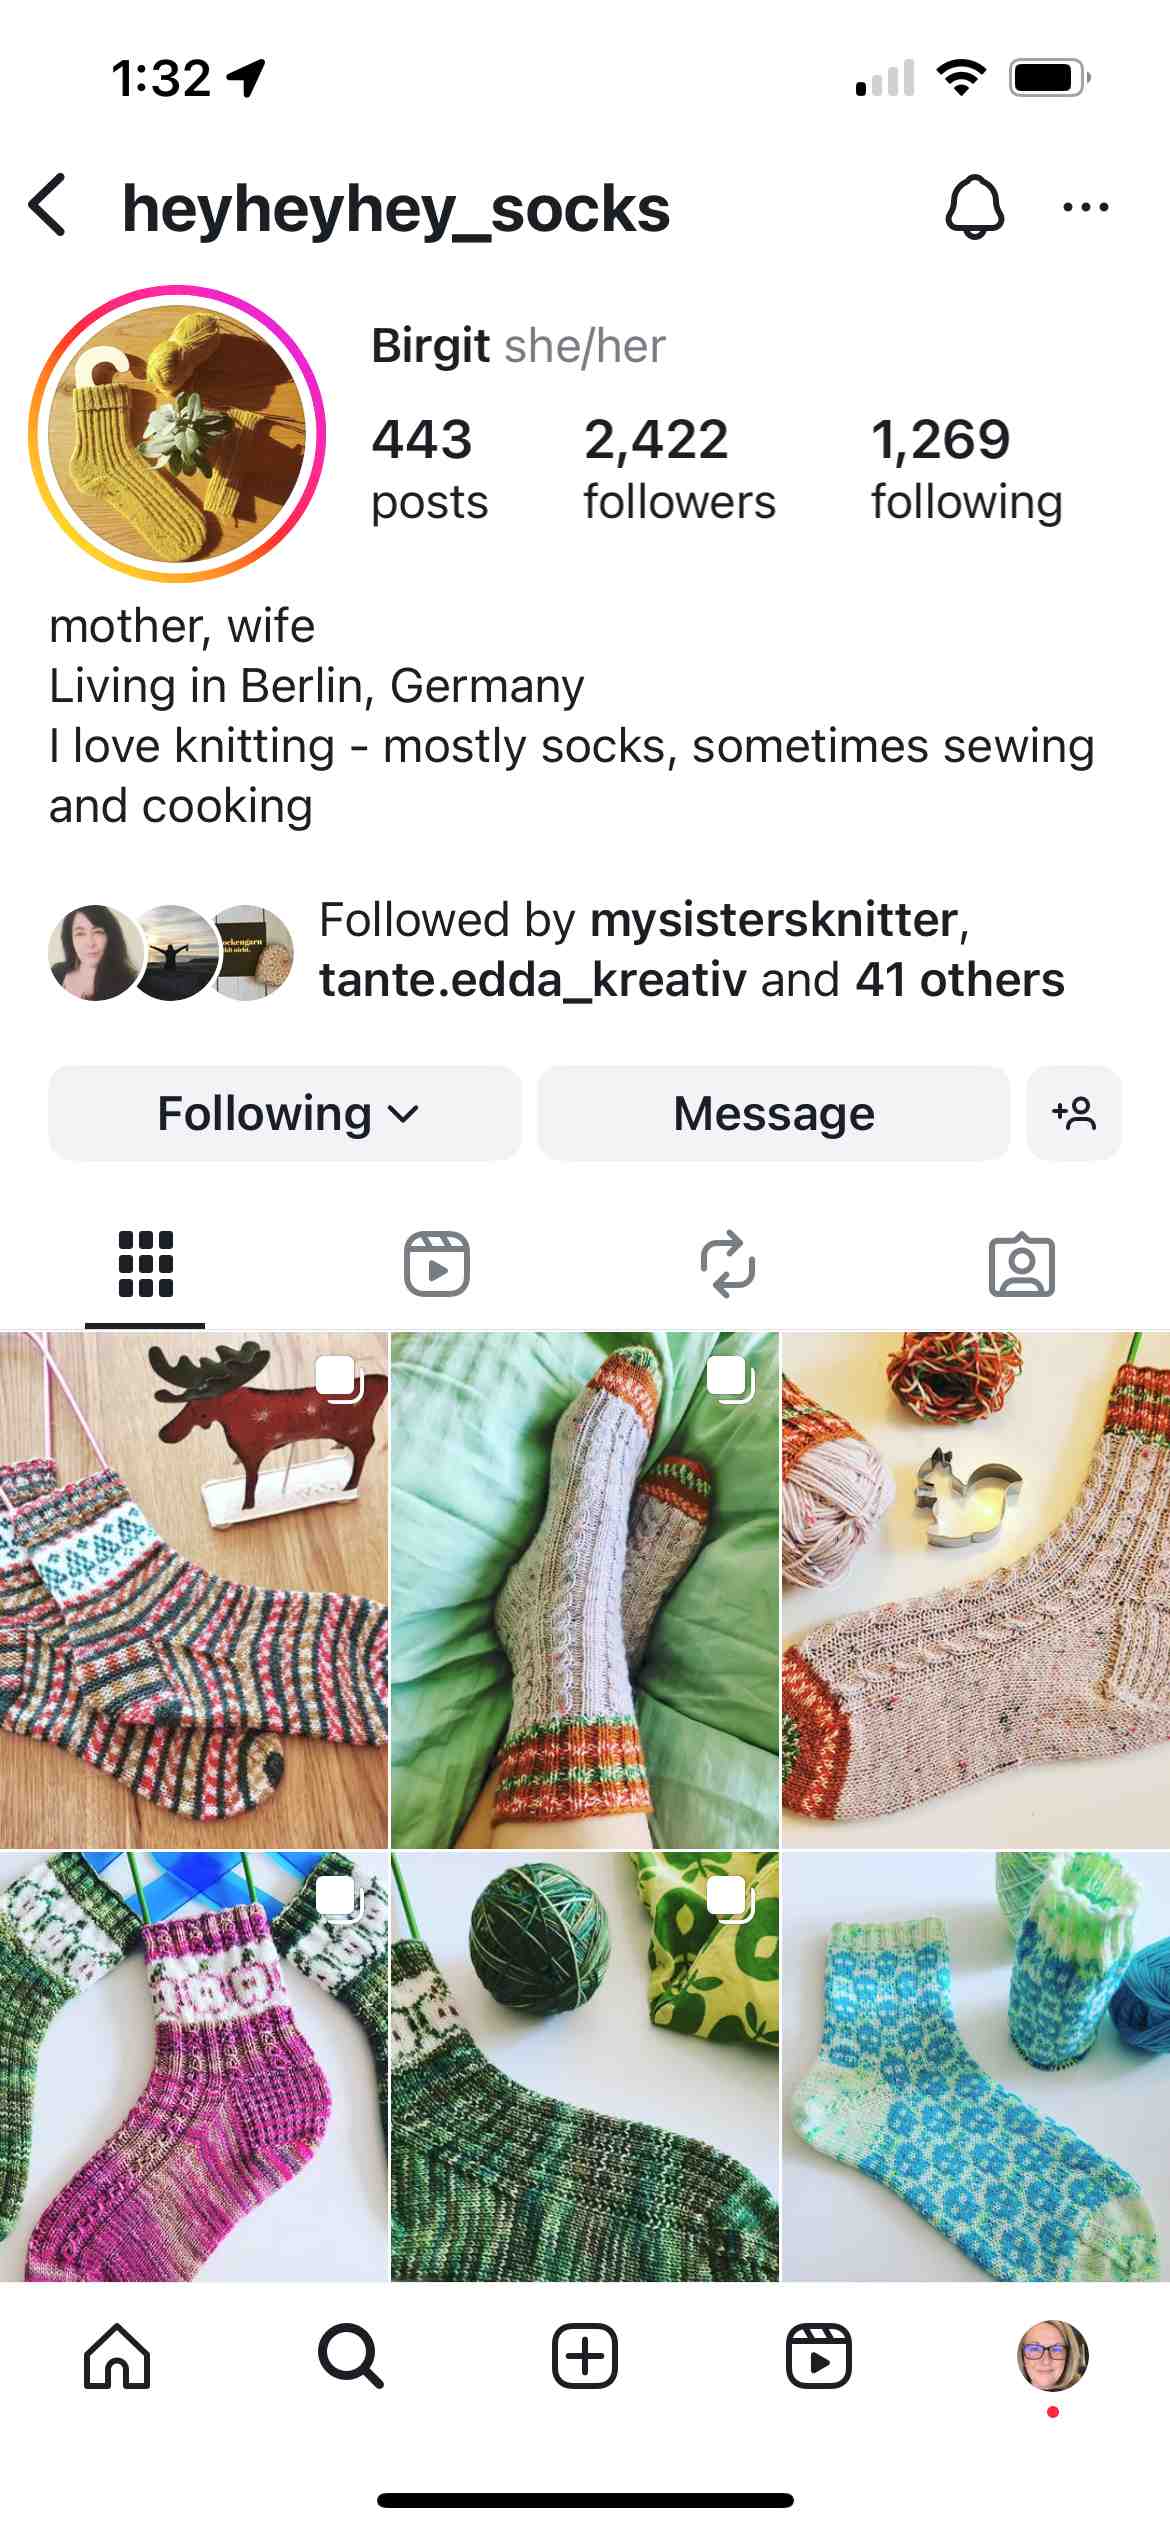 1:32
heyheyhey_socks
Birgit she/her
443
2,422
1,269
posts
followers
following
mother, wife
Living in Berlin, Germany
I love knitting - mostly socks, sometimes sewing
and cooking
Followed by mysistersknitter,
tante.edda_kreativ and 41 others
Following
Message